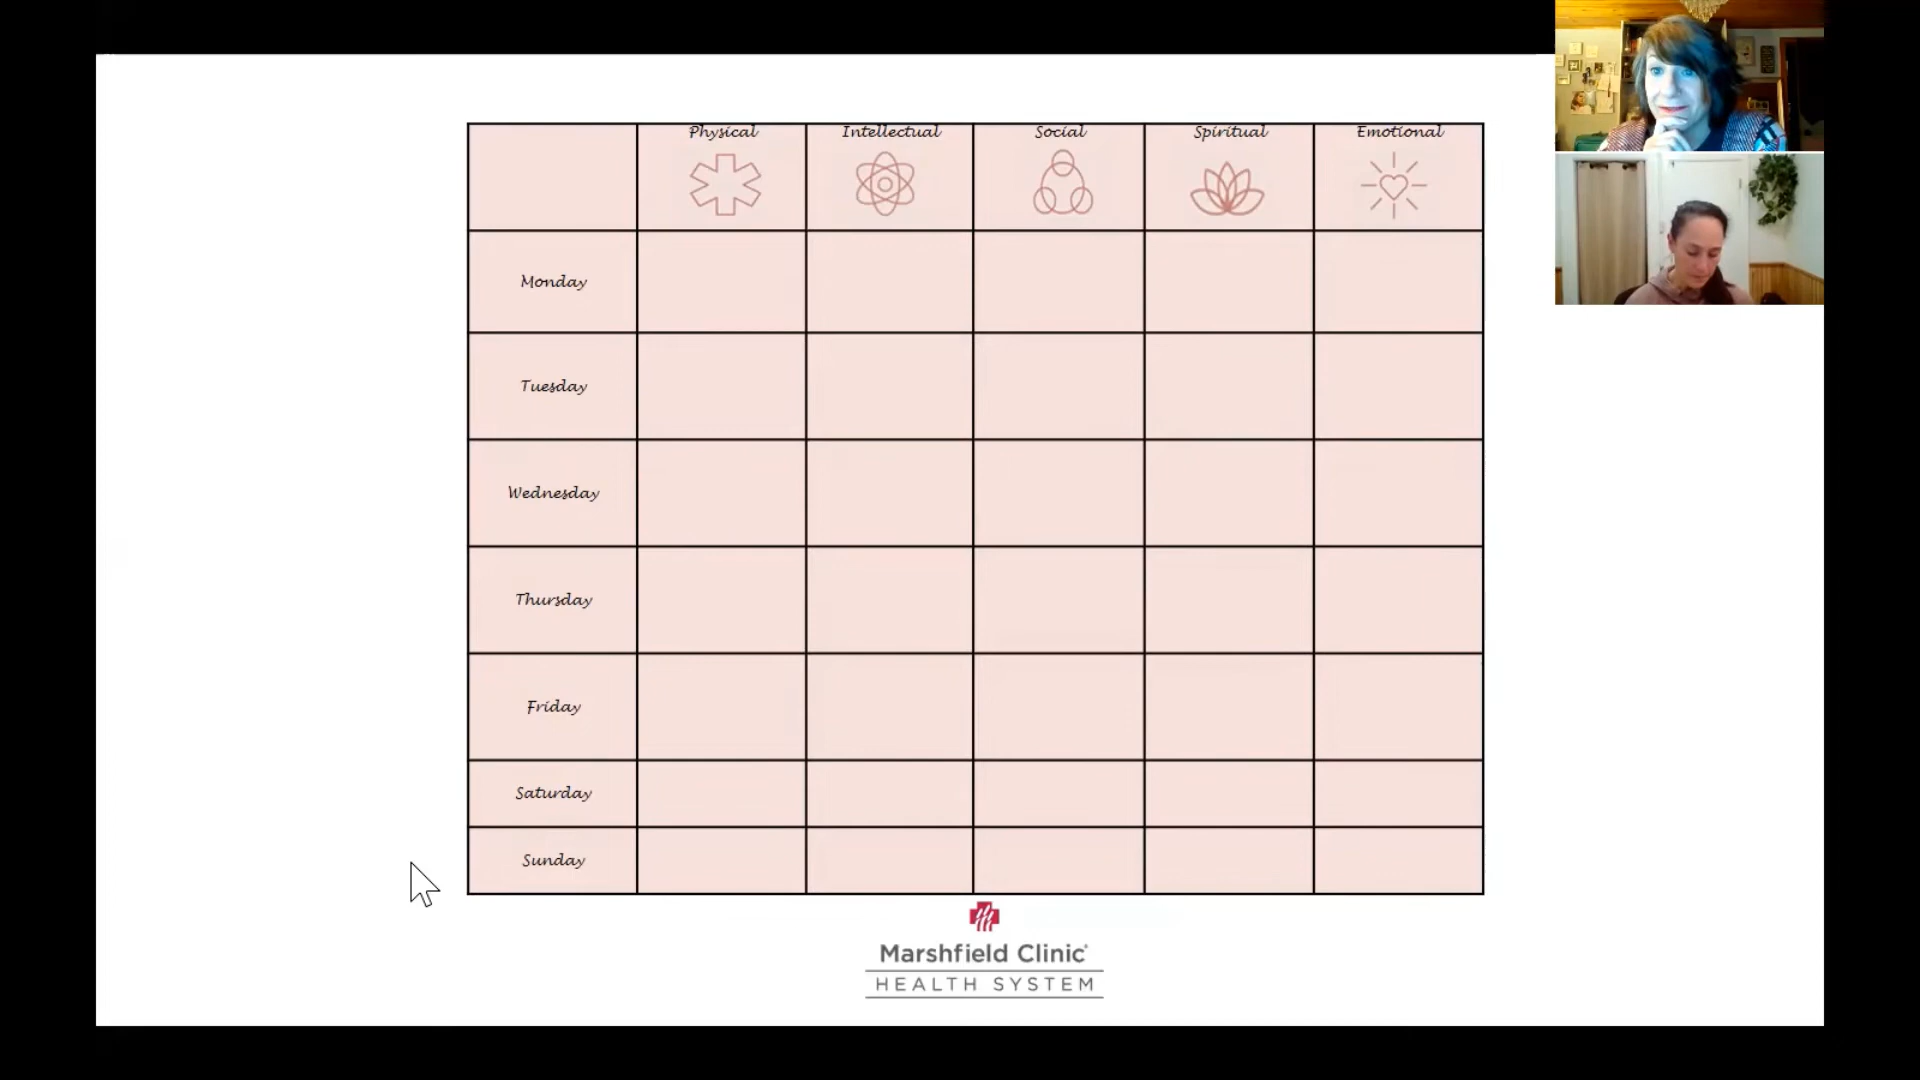 Physical Intellectual Social Spiritual Emotional
Monday
Tuesday
Wednesday
Thursday
Friday
Saturday
Sunday
Marshfield Clinic®
HEALTH SYSTEM